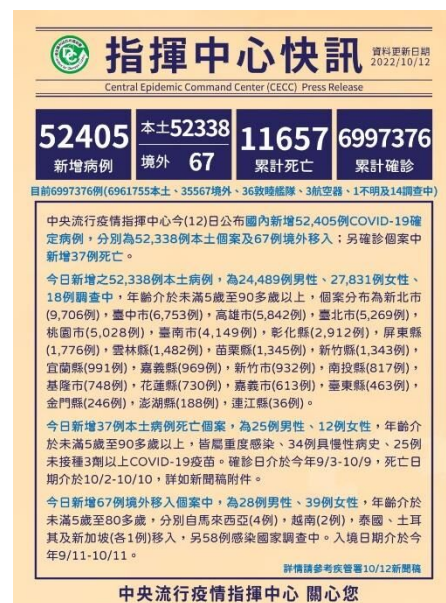 指揮中心快訊
資料更新日期
2022/10/12
Central Epidemic Command Center (CECC) Press Release
52405
新增病例
本土52338
境外 67
11657
累計死亡
6997376
累計確診
目前6997376例(6961755本土、35567境外、36敦睦艦隊、3航空器、1不明及14調查中)
中央流行疫情指揮中心今(12)日公布國內新增52,405例COVID-19確
定病例，分別為52,338例本土個案及67例境外移入；另確診個案中
新增37例死亡。
今日新增之52,338例本土病例，為24,489例男性、27,831例女性、
18例調查中，年齡介於未滿5歲至90多歲以上，個案分布為新北市
(9,706例)，臺中市(6,753例)，高雄市(5,842例)，臺北市(5,269例)，
桃園市(5,028例)，臺南市(4,149例)，彰化縣(2,912例)，屏東縣
(1,776例)，雲林縣(1,482例)，苗栗縣(1,345例)，新竹縣(1,343例)，
宜蘭縣(991例)，嘉義縣(969例)，新竹市(932例)，南投縣(817例)，
基隆市(748例)，花蓮縣(730例)，嘉義市(613例)，臺東縣(463例)，
金門縣(246例)，澎湖縣(188例)，連江縣(36例)。
今日新增37例本土病例死亡個案，為25例男性、12例女性，年齡介
於未滿5歲至90多歲以上，皆屬重度感染、34例具慢性病史、25例
未接種3劑以上COVID-19疫苗。確診日介於今年9/3-10/9，死亡日
期介於10/2-10/10，詳如新聞稿附件。
今日新增67例境外移入個案中，為28例男性、39例女性，年齡介於
未滿5歲至80多歲，分別自馬來西亞(4例)，越南(2例)，泰國、土耳
其及新加坡(各1例)移入，另58例感染國家調查中。入境日期介於今
年9/11-10/11。
詳情請參考疾管署10/12新聞稿
中央流行疫情指揮中心 關心您